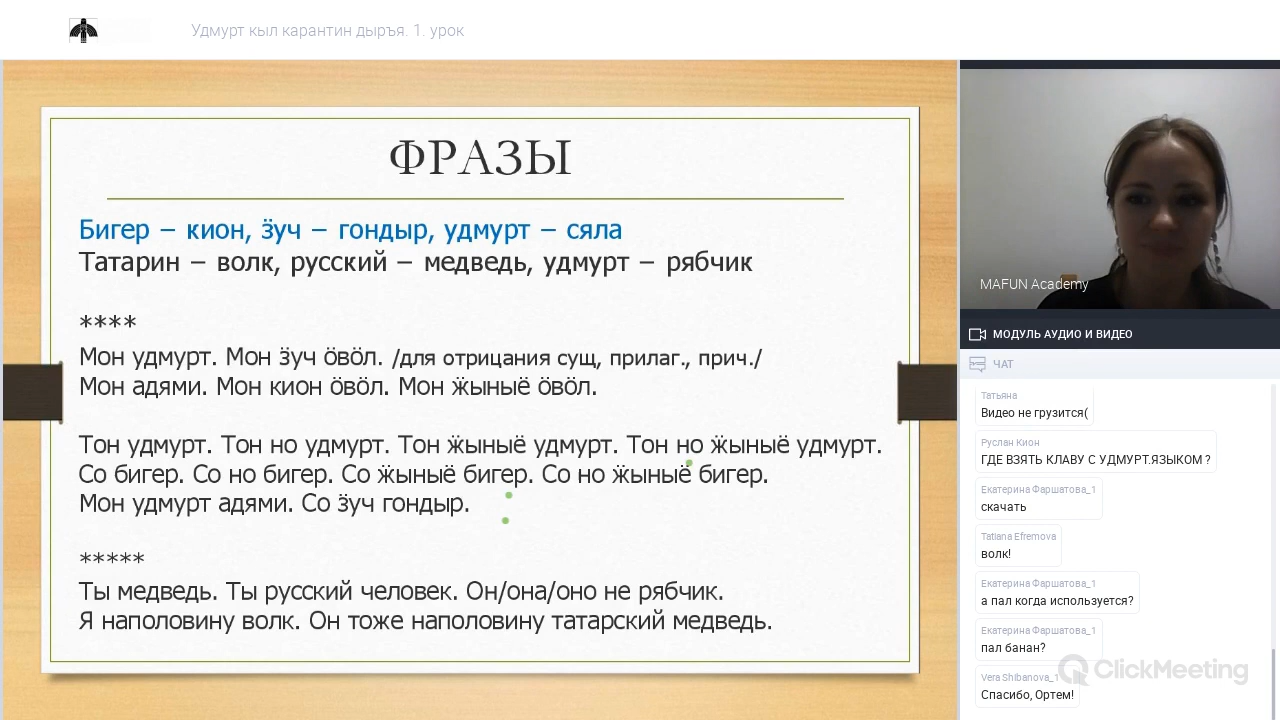 Удмурт кыл карантин дыръя. 1. урок
ФРАЗЫ
Бигер – кион, ӟуч – гондыр, удмурт – сяла
Татарин – волк, русский – медведь, удмурт – рябчик
****
Мон удмурт. Мон ӟуч ӧвӧл. /для отрицания сущ, прилаг., прич./
Мон адями. Мон кион ӧвӧл. Мон ӝыныё ӧвӧл.
Тон удмурт. Тон но удмурт. Тон ӝыныё удмурт. Тон но ӝыныё удмурт.
Со бигер. Со но бигер. Со ӝыныё бигер. Со но ӝыныё бигер.
Мон удмурт адями. Со ӟуч гондыр.
*****
Ты медведь. Ты русский человек. Он/она/оно не рябчик.
Я наполовину волк. Он тоже наполовину татарский медведь.
MAFUN Academy
МОДУЛЬ АУДИО И ВИДЕО
ЧАТ
Татьяна
Видео не грузится(
Руслан Кион
ГДЕ ВЗЯТЬ КЛАВУ С УДМУРТ.ЯЗЫКОМ ?
Екатерина Фаршатова_1
скачать
Tatiana Efremova
волк!
Екатерина Фаршатова_1
а пал когда используется?
Екатерина Фаршатова_1
пал банан?
Vera Shibanova_1
Спасибо, Ортем!
ClickMeeting